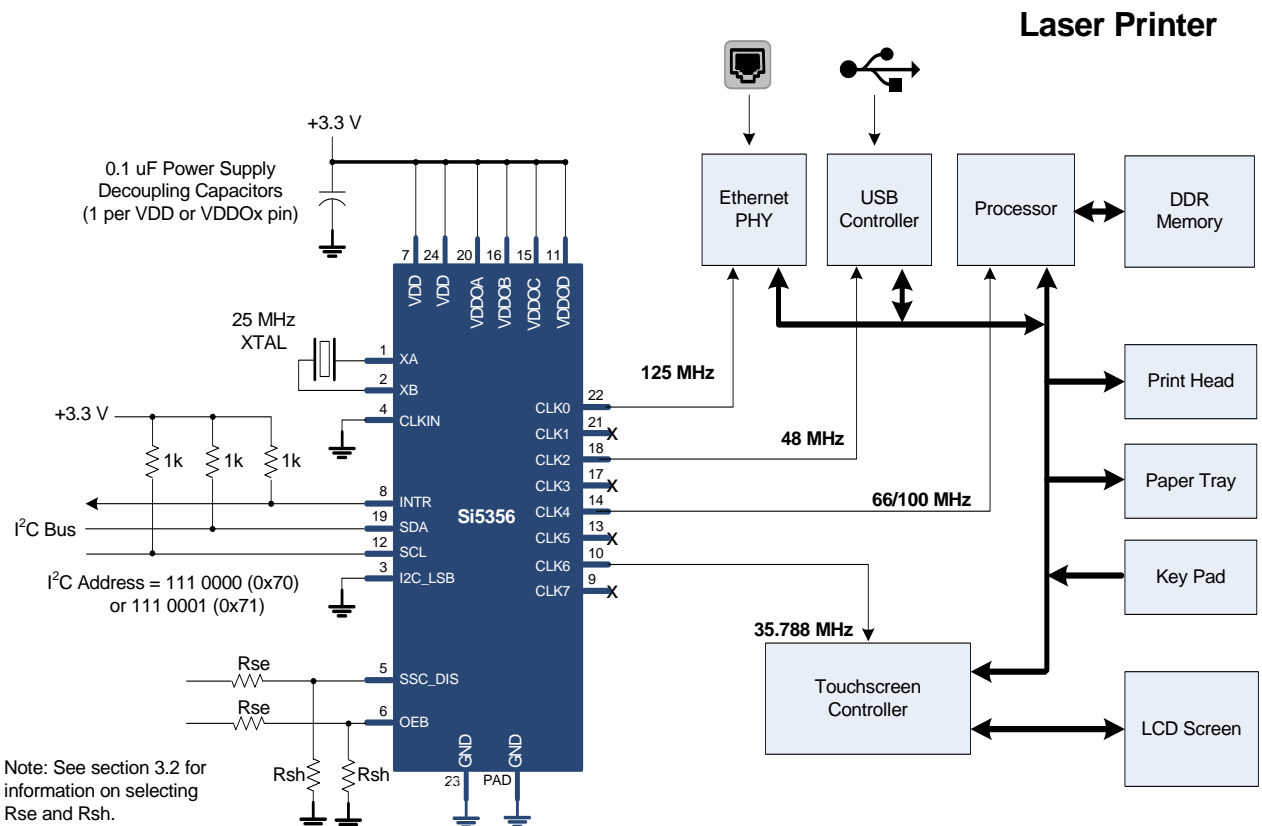 Laser Printer
+3.3 V
0.1 uF Power Supply
Decoupling Capacitors
(1 per VDD or VDDOx pin)
Ethernet
PHY
USB
Controller
Processor
DDR
Memory
7
24
20
16
15
11
VDD
VDD
VDDOA
VDDOB
VDDOC
VDDOD
25 MHz
XTAL
1
XA
2
XB
4
CLKIN
+3.3 V
1k
1k
1k
8
INTR
19
SDA
12
SCL
3
I2C_LSB
I²C Bus
I²C Address = 111 0000 (0x70)
or 111 0001 (0x71)
Si5356
22
CLK0
21
CLK1
X
18
CLK2
17
CLK3
X
14
CLK4
13
CLK5
X
10
CLK6
9
CLK7
X
125 MHz
48 MHz
66/100 MHz
35.788 MHz
Print Head
Paper Tray
Key Pad
Touchscreen
Controller
LCD Screen
Rse
5
SSC_DIS
Rse
6
OEB
Rsh
Rsh
GND
GND
23
PAD
Note: See section 3.2 for
information on selecting
Rse and Rsh.